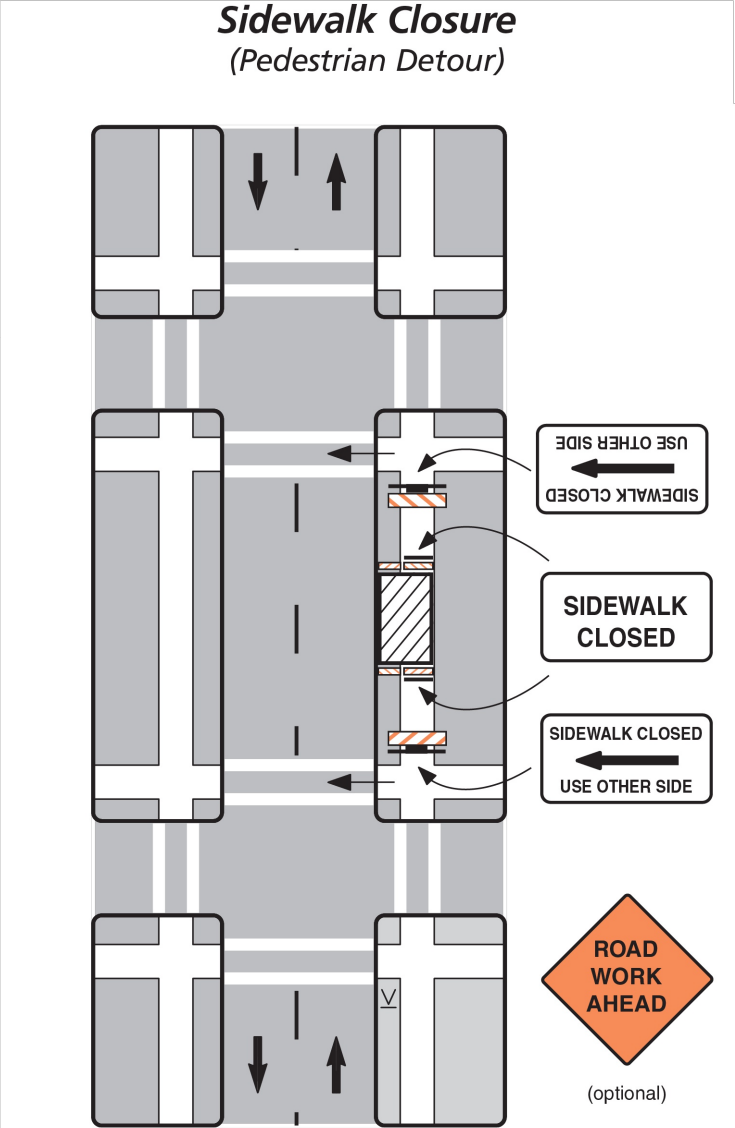 Sidewalk Closure
(Pedestrian Detour)
SIDEWALK CLOSED
USE OTHER SIDE
SIDEWALK
CLOSED
SIDEWALK CLOSED
USE OTHER SIDE
ROAD
WORK
AHEAD
(optional)